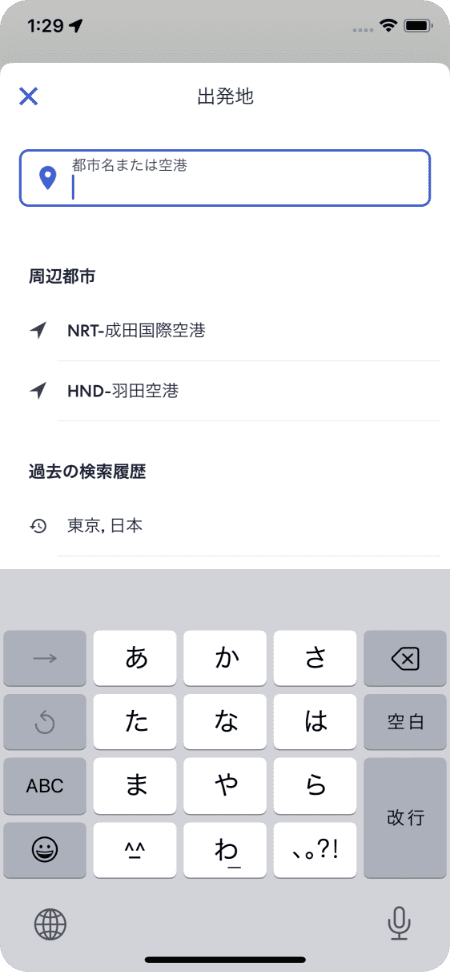 1:29
出発地
都市名または空港
周辺都市
NRT-成田国際空港
HND-羽田空港
過去の検索履歴
東京, 日本
→ あ か さ
た な は 空白
ABC ま や ら 改行
^^ わ 、。?!